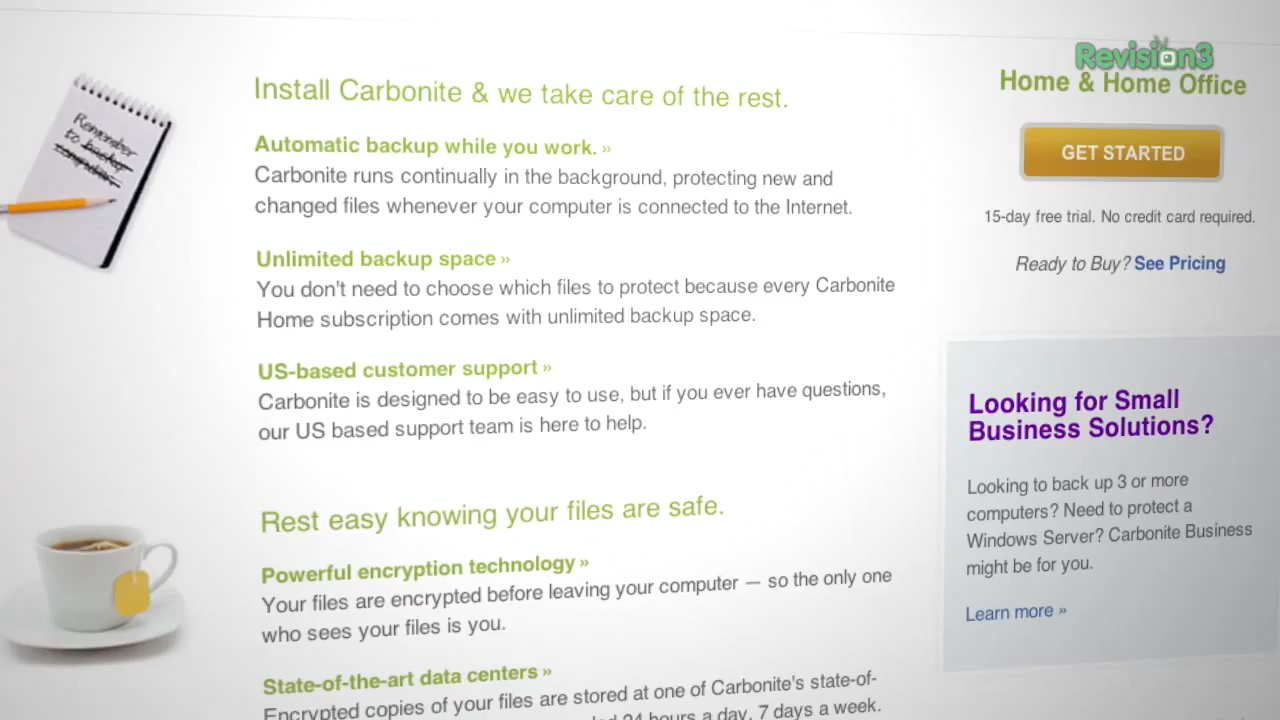 Revision3
Remember
to backup
computer
Install Carbonite & we take care of the rest.
Automatic backup while you work. »
Carbonite runs continually in the background, protecting new and
changed files whenever your computer is connected to the Internet.
Unlimited backup space »
You don't need to choose which files to protect because every Carbonite
Home subscription comes with unlimited backup space.
US-based customer support »
Carbonite is designed to be easy to use, but if you ever have questions,
our US based support team is here to help.
Rest easy knowing your files are safe.
Powerful encryption technology »
Your files are encrypted before leaving your computer — so the only one
who sees your files is you.
State-of-the-art data centers »
Encrypted copies of your files are stored at one of Carbonite's state-of-
24 hours a day, 7 days a week.
Home & Home Office
GET STARTED
15-day free trial. No credit card required.
Ready to Buy? See Pricing
Looking for Small
Business Solutions?
Looking to back up 3 or more
computers? Need to protect a
Windows Server? Carbonite Business
might be for you.
Learn more »